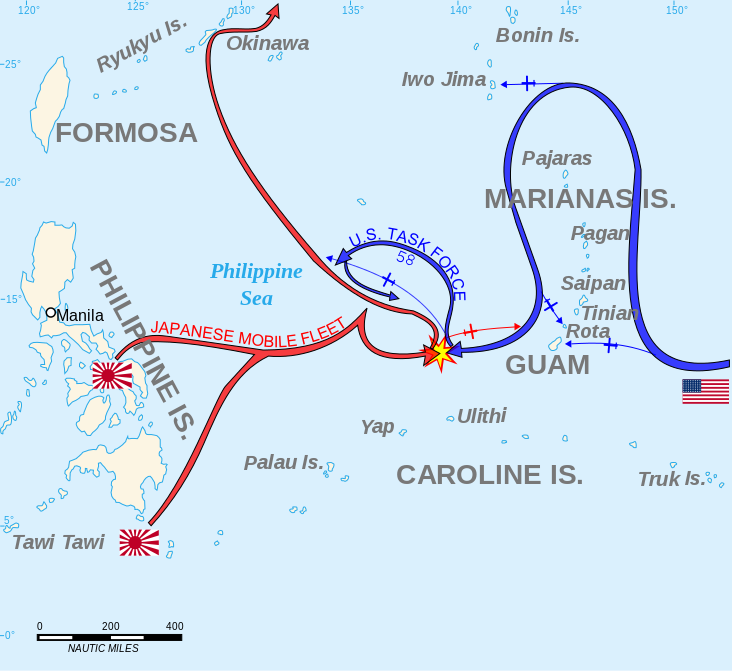 120°
125°
130°
135°
140°
145°
150°
Ryukyu Is.
Okinawa
Bonin Is.
25°
Iwo Jima
FORMOSA
Pajaras
20°
MARIANAS IS.
Pagan
U.S. TASK FORCE
58
Philippine
Sea
PHILIPPINE IS.
Saipan
15°
Manila
Tinian
JAPANESE MOBILE FLEET
Rota
GUAM
Yap
Ulithi
Palau Is.
CAROLINE IS.
Truk Is.
5°
Tawi Tawi
0 200 400
0°
NAUTIC MILES